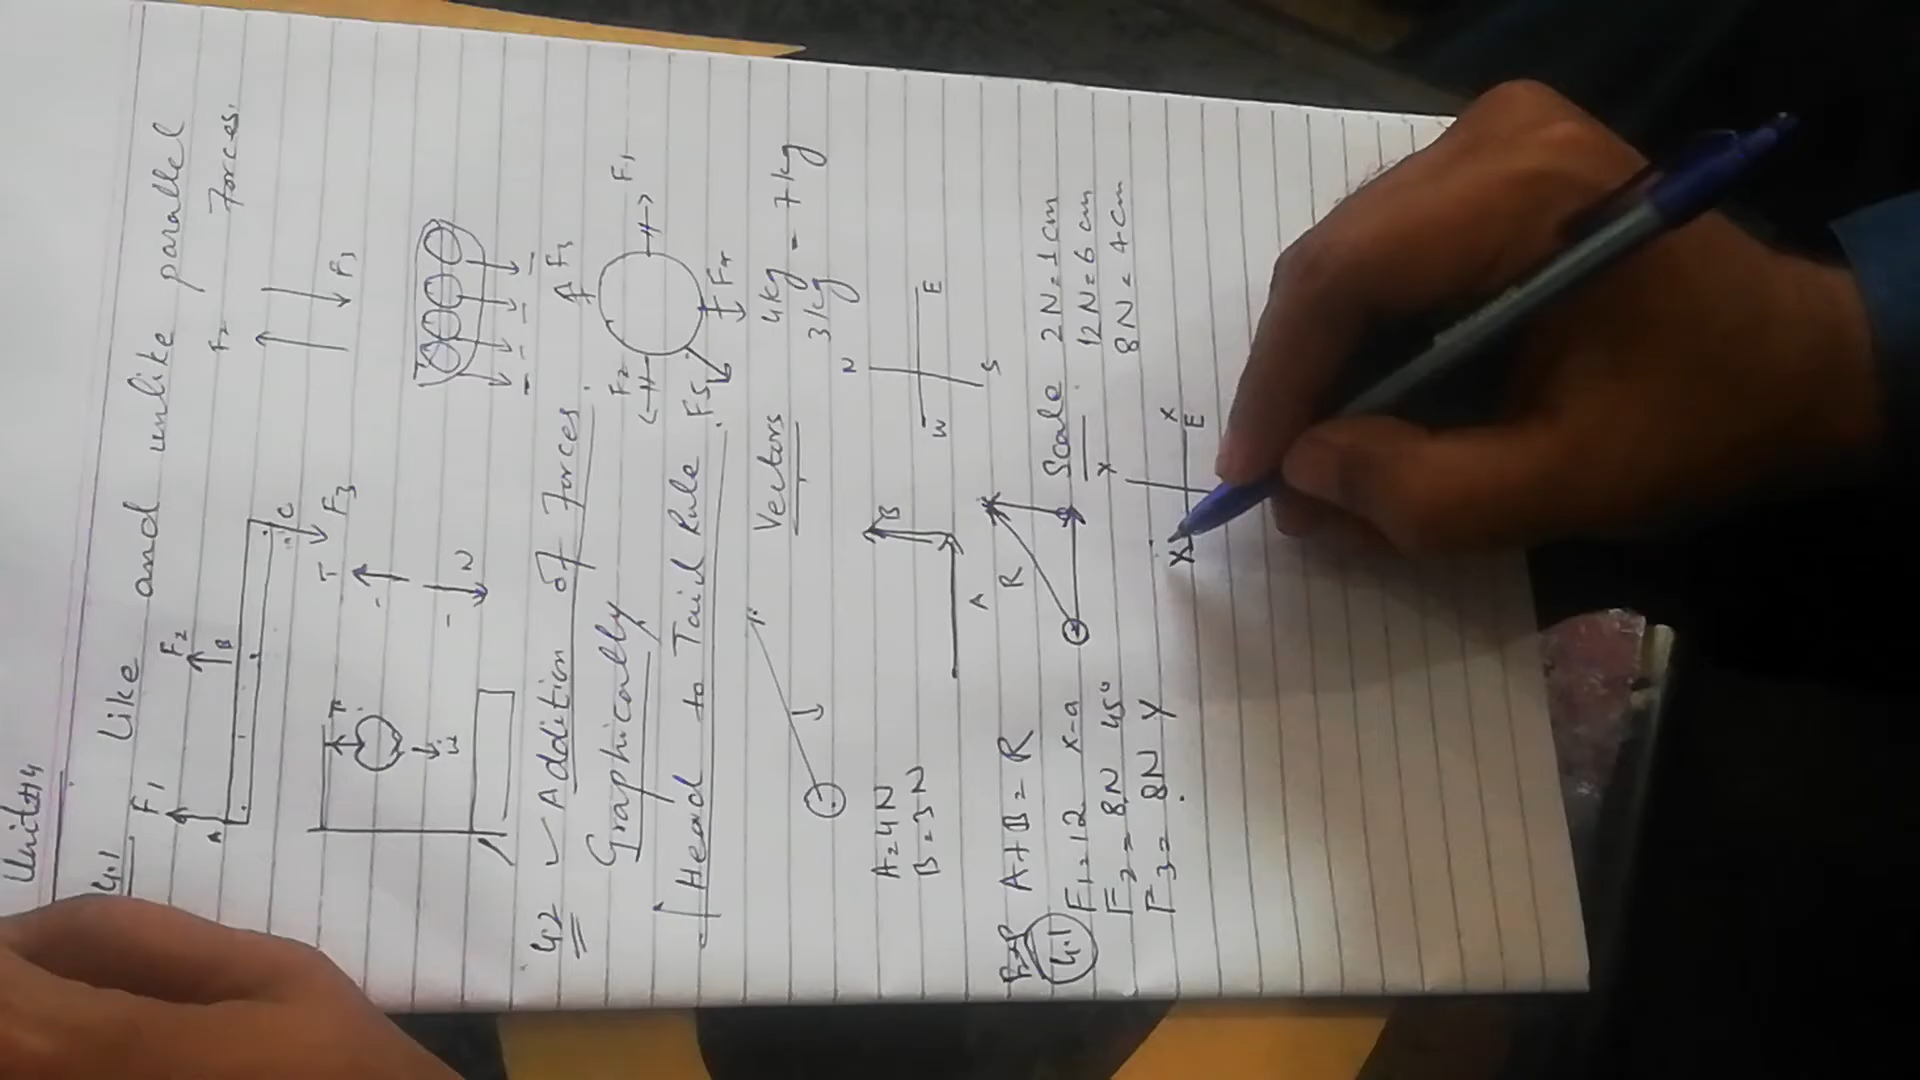 Unit #4
4.1 Like and unlike parallel
Forces.
F1 F2 F2
A B C F3 F1
T T N
W
4.2 ✓ Addition of Forces.
Graphically
Head to Tail Rule.
F1 F2 F3 F4 F5
Vectors 4kg - 7kg
3kg
N
W E
S
A=4N B
B=3N
A
A+B=R R
4.1 F1=12 x-a Scale 2N=1cm
F2=8N 45° X 12N=6cm
F3=8N Y 8N=4cm
X X
E